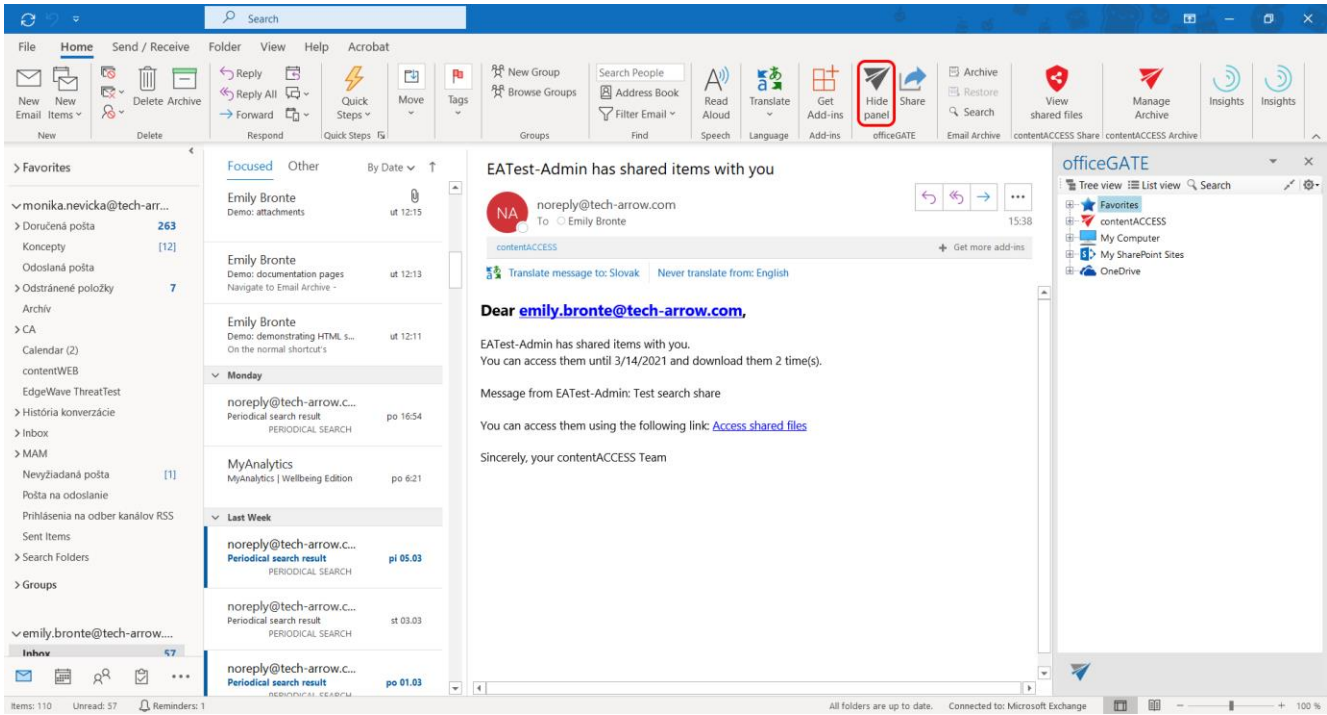 Search
File Home Send / Receive Folder View Help Acrobat
New Email
New Items
Delete Archive
Reply
Reply All
Forward
Quick Steps
Move
Tags
New Group
Browse Groups
Search People
Address Book
Filter Email
Read Aloud
Translate
Get Add-ins
Hide panel
Share
Archive
Restore
Search
View shared files
Manage Archive
Insights
Insights
New Delete Respond Quick Steps Groups Find Speech Language Add-ins officeGATE Email Archive contentACCESS Share contentACCESS Archive
Favorites
monika.nevicka@tech-arr...
Doručená pošta 263
Koncepty [12]
Odoslaná pošta
Odstránené položky 7
Archív
CA
Calendar (2)
contentWEB
EdgeWave ThreatTest
História konverzácie
Inbox
MAM
Nevyžiadaná pošta [1]
Pošta na odoslanie
Prihlásenia na odber kanálov RSS
Sent Items
Search Folders
Groups
emily.bronte@tech-arrow....
Inbox 57
Focused Other By Date
Emily Bronte
Demo: attachments ut 12:15
Emily Bronte
Demo: documentation pages ut 12:13
Navigate to Email Archive -
Emily Bronte
Demo: demonstrating HTML s... ut 12:11
On the normal shortcut's
Monday
noreply@tech-arrow.c...
Periodical search result po 16:54
PERIODICAL SEARCH
MyAnalytics
MyAnalytics | Wellbeing Edition po 6:21
Last Week
noreply@tech-arrow.c...
Periodical search result pi 05.03
PERIODICAL SEARCH
noreply@tech-arrow.c...
Periodical search result st 03.03
PERIODICAL SEARCH
noreply@tech-arrow.c...
Periodical search result po 01.03
PERIODICAL SEARCH
EATest-Admin has shared items with you
NA
noreply@tech-arrow.com
To Emily Bronte
15:38
contentACCESS + Get more add-ins
Translate message to: Slovak Never translate from: English
Dear emily.bronte@tech-arrow.com,
EATest-Admin has shared items with you.
You can access them until 3/14/2021 and download them 2 time(s).
Message from EATest-Admin: Test search share
You can access them using the following link: Access shared files
Sincerely, your contentACCESS Team
officeGATE
Tree view List view Search
Favorites
contentACCESS
My Computer
My SharePoint Sites
OneDrive
Items: 110 Unread: 57 Reminders: 1 All folders are up to date. Connected to: Microsoft Exchange 100 %